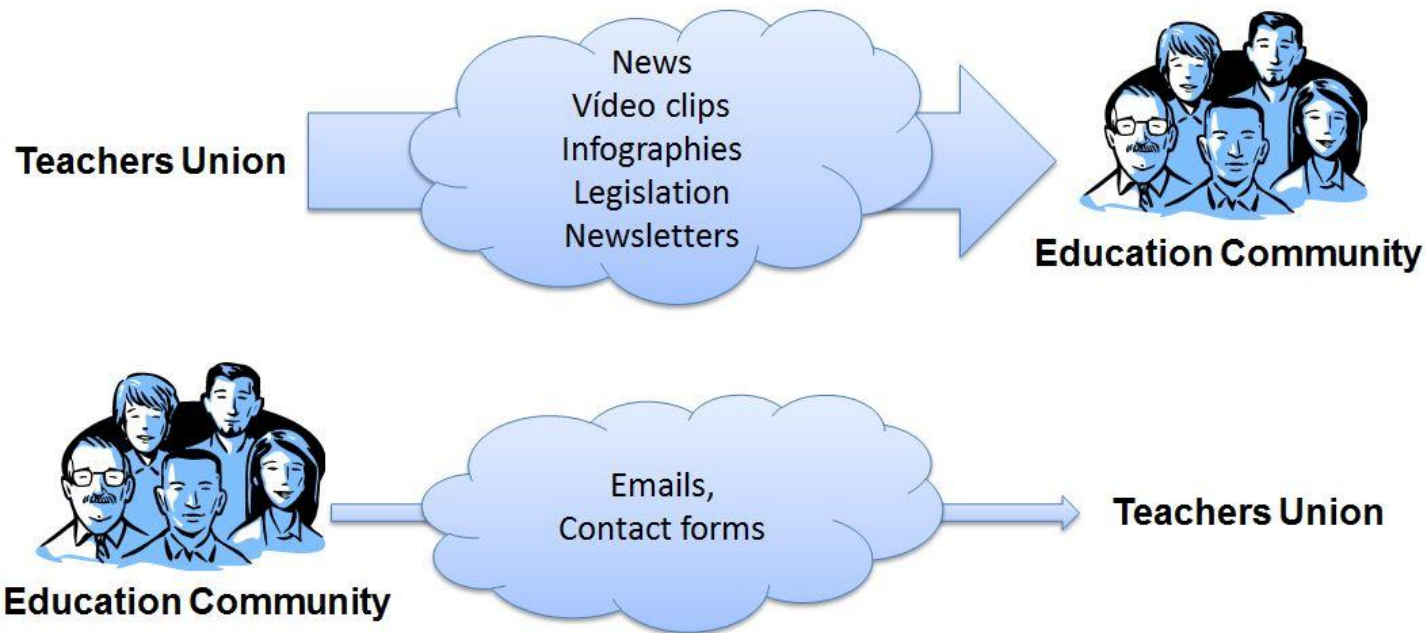 News
Vídeo clips
Infographies
Legislation
Newsletters
Teachers Union
Education Community
Emails,
Contact forms
Teachers Union
Education Community